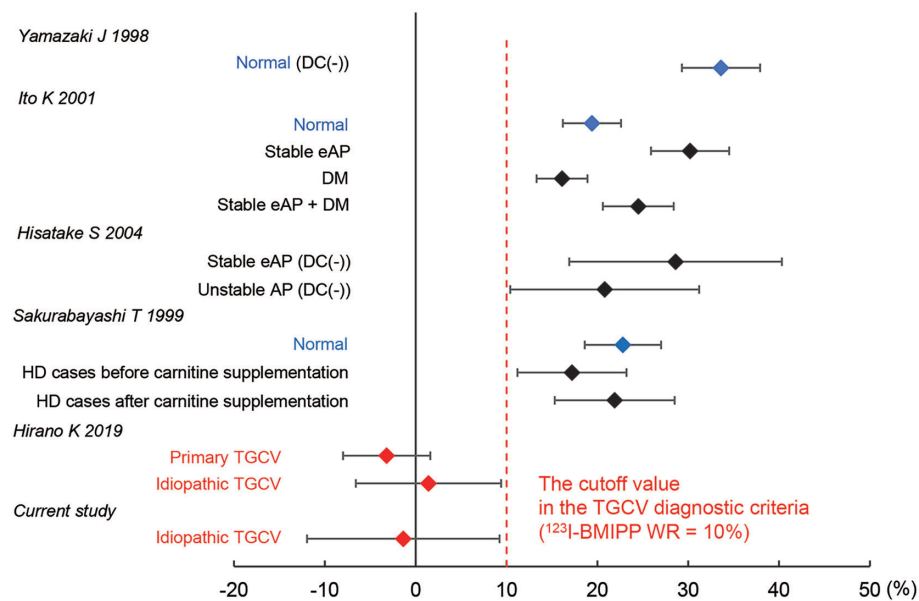 Yamazaki J 1998
Normal (DC(-))
Ito K 2001
Normal
Stable eAP
DM
Stable eAP + DM
Hisatake S 2004
Stable eAP (DC(-))
Unstable AP (DC(-))
Sakurabayashi T 1999
Normal
HD cases before carnitine supplementation
HD cases after carnitine supplementation
Hirano K 2019
Primary TGCV
Idiopathic TGCV
Current study
Idiopathic TGCV
The cutoff value
in the TGCV diagnostic criteria
(¹²³I-BMIPP WR = 10%)
-20 -10 0 10 20 30 40 50 (%)